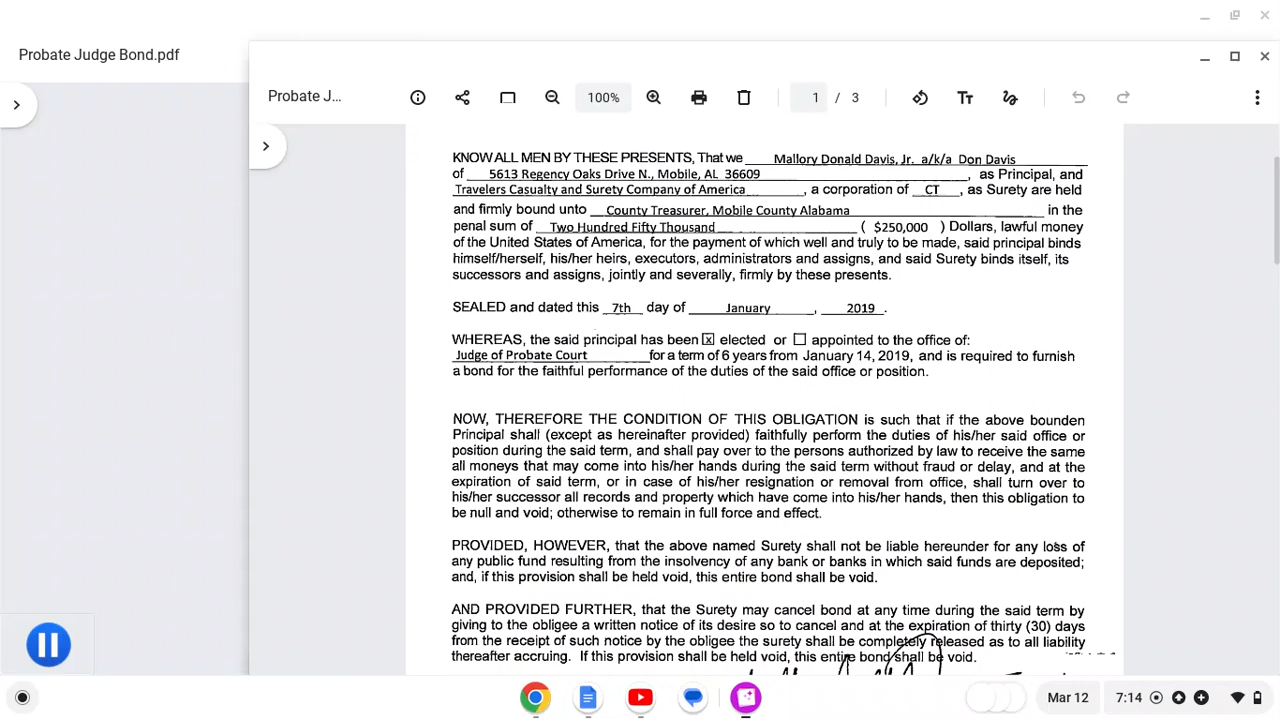 Probate Judge Bond.pdf
Probate J...
100%
1 / 3
KNOW ALL MEN BY THESE PRESENTS, That we Mallory Donald Davis, Jr. a/k/a Don Davis
of 5613 Regency Oaks Drive N., Mobile, AL 36609, as Principal, and
Travelers Casualty and Surety Company of America, a corporation of CT, as Surety are held
and firmly bound unto County Treasurer, Mobile County Alabama in the
penal sum of Two Hundred Fifty Thousand ( $250,000 ) Dollars, lawful money
of the United States of America, for the payment of which well and truly to be made, said principal binds
himself/herself, his/her heirs, executors, administrators and assigns, and said Surety binds itself, its
successors and assigns, jointly and severally, firmly by these presents.
SEALED and dated this 7th day of January, 2019.
WHEREAS, the said principal has been [x] elected or [ ] appointed to the office of:
Judge of Probate Court for a term of 6 years from January 14, 2019, and is required to furnish
a bond for the faithful performance of the duties of the said office or position.
NOW, THEREFORE THE CONDITION OF THIS OBLIGATION is such that if the above bounden
Principal shall (except as hereinafter provided) faithfully perform the duties of his/her said office or
position during the said term, and shall pay over to the persons authorized by law to receive the same
all moneys that may come into his/her hands during the said term without fraud or delay, and at the
expiration of said term, or in case of his/her resignation or removal from office, shall turn over to
his/her successor all records and property which have come into his/her hands, then this obligation to
be null and void; otherwise to remain in full force and effect.
PROVIDED, HOWEVER, that the above named Surety shall not be liable hereunder for any loss of
any public fund resulting from the insolvency of any bank or banks in which said funds are deposited;
and, if this provision shall be held void, this entire bond shall be void.
AND PROVIDED FURTHER, that the Surety may cancel bond at any time during the said term by
giving to the obligee a written notice of its desire so to cancel and at the expiration of thirty (30) days
from the receipt of such notice by the obligee the surety shall be completely released as to all liability
thereafter accruing. If this provision shall be held void, this entire bond shall be void.
Mar 12
7:14